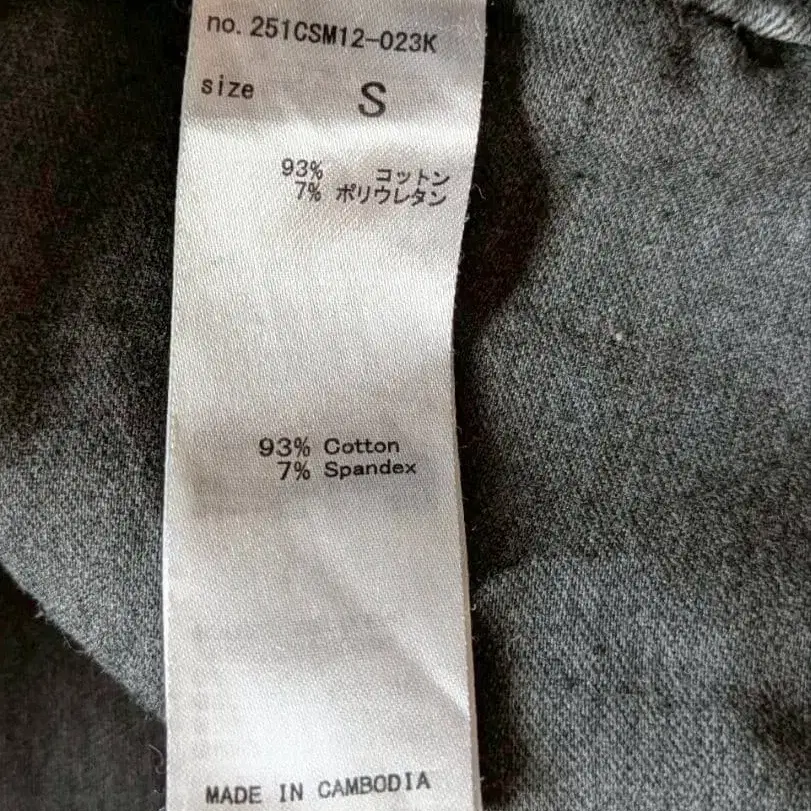 no. 251CSM12-023K
size S
93% コットン
7% ポリウレタン
93% Cotton
7% Spandex
MADE IN CAMBODIA